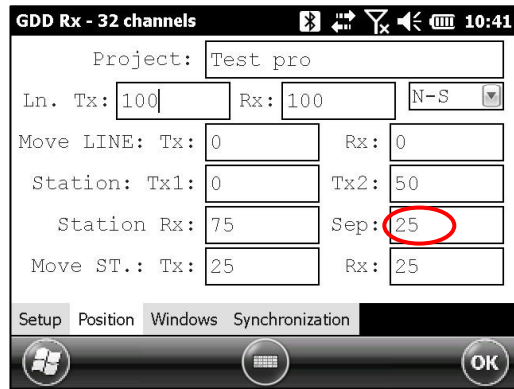 GDD Rx - 32 channels 10:41
Project: Test pro
Ln. Tx: 100 Rx: 100 N-S
Move LINE: Tx: 0 Rx: 0
Station: Tx1: 0 Tx2: 50
Station Rx: 75 Sep: 25
Move ST.: Tx: 25 Rx: 25
Setup Position Windows Synchronization
OK